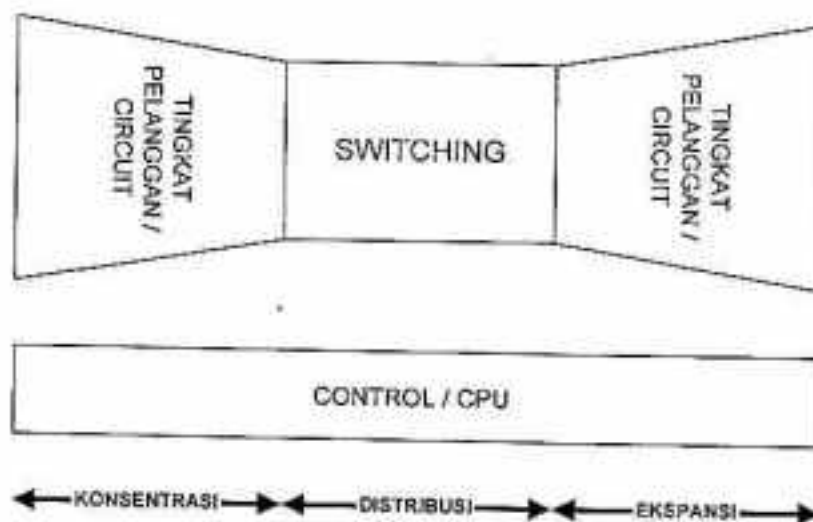 TINGKAT
PELANGGAN /
CIRCUIT
SWITCHING
TINGKAT
PELANGGAN /
CIRCUIT
CONTROL / CPU
KONSENTRASI
DISTRIBUSI
EKSPANSI